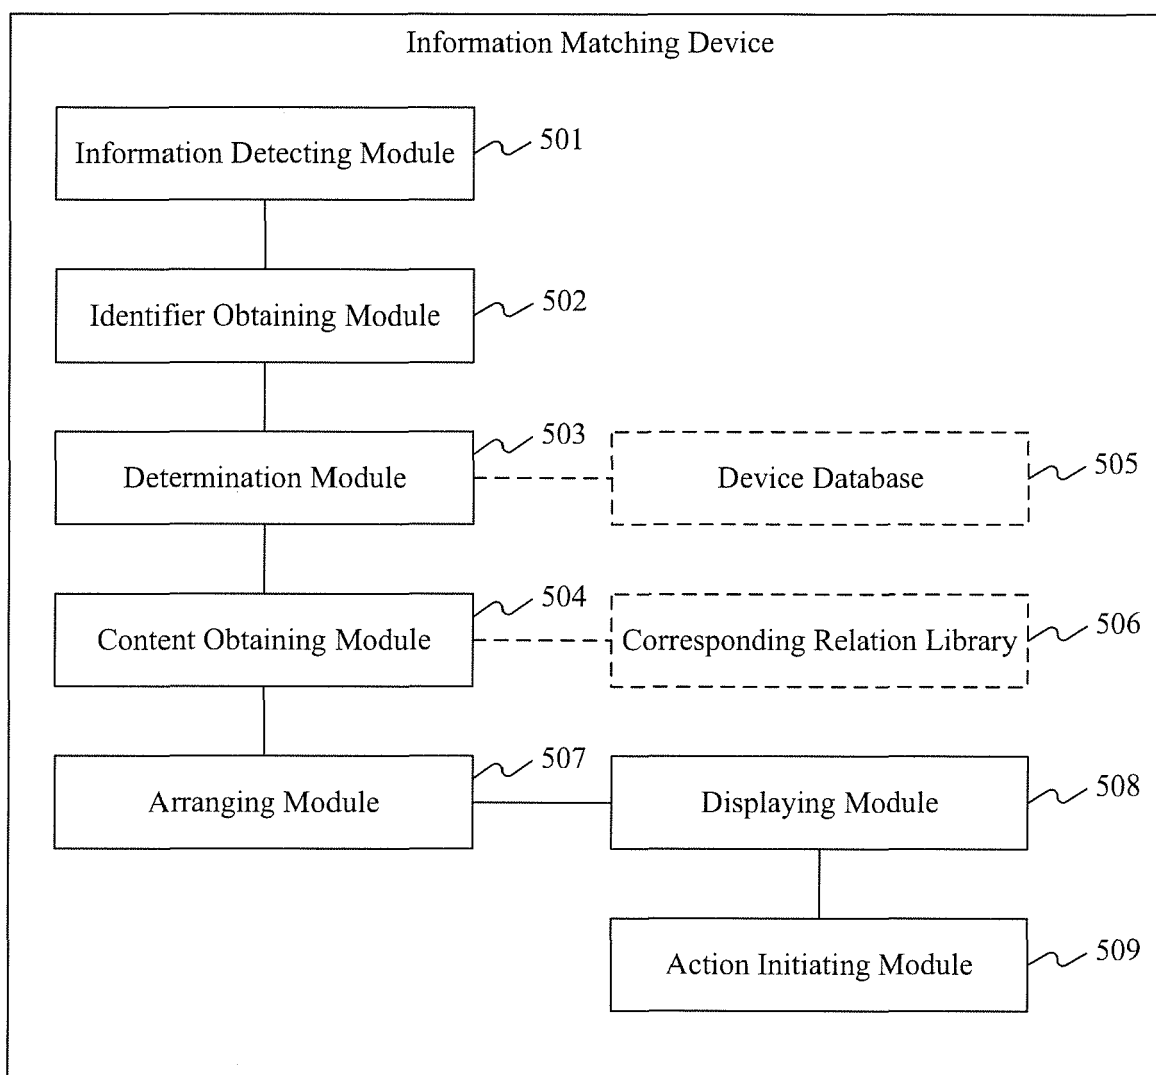 Information Matching Device
Information Detecting Module
501
Identifier Obtaining Module
502
Determination Module
503
Device Database
505
Content Obtaining Module
504
Corresponding Relation Library
506
Arranging Module
507
Displaying Module
508
Action Initiating Module
509